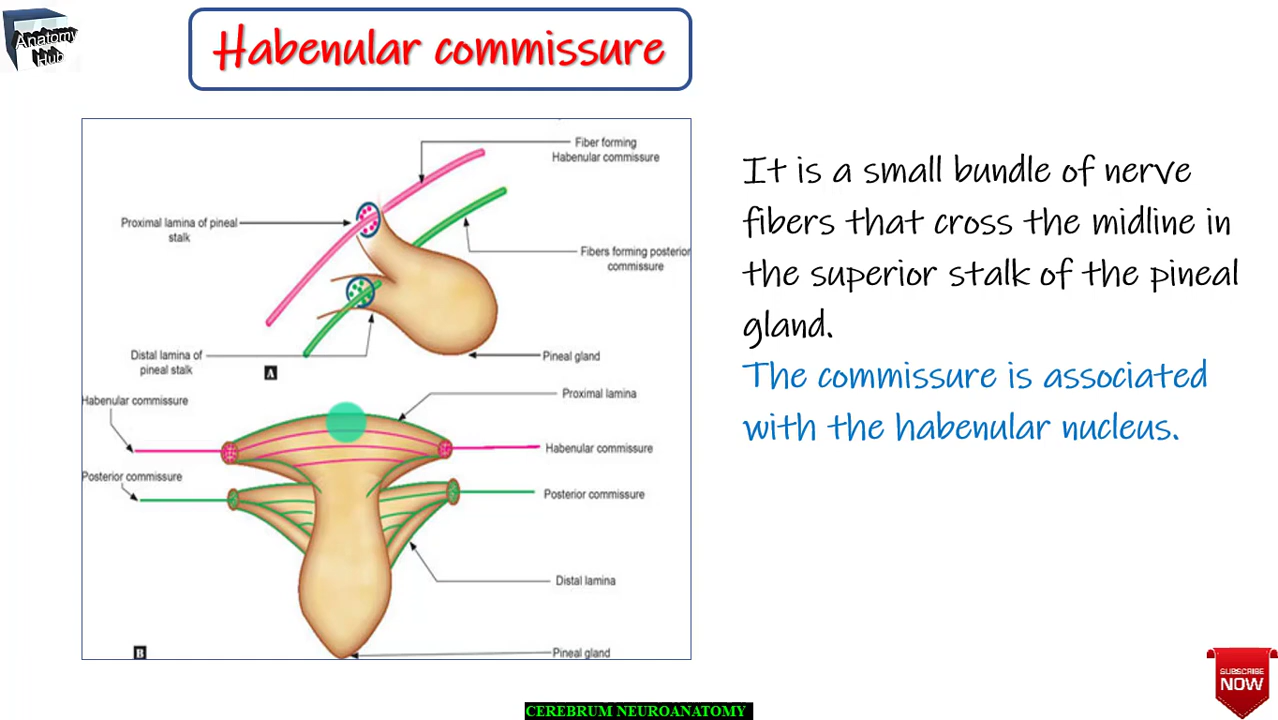 Anatomy
Hub
Habenular commissure
Fiber forming
Habenular commissure
Proximal lamina of pineal
stalk
Fibers forming posterior
commissure
Distal lamina of
pineal stalk
Pineal gland
A
Habenular commissure
Proximal lamina
Habenular commissure
Posterior commissure
Posterior commissure
Distal lamina
B
Pineal gland
It is a small bundle of nerve
fibers that cross the midline in
the superior stalk of the pineal
gland.
The commissure is associated
with the habenular nucleus.
SUBSCRIBE
NOW
CEREBRUM NEUROANATOMY